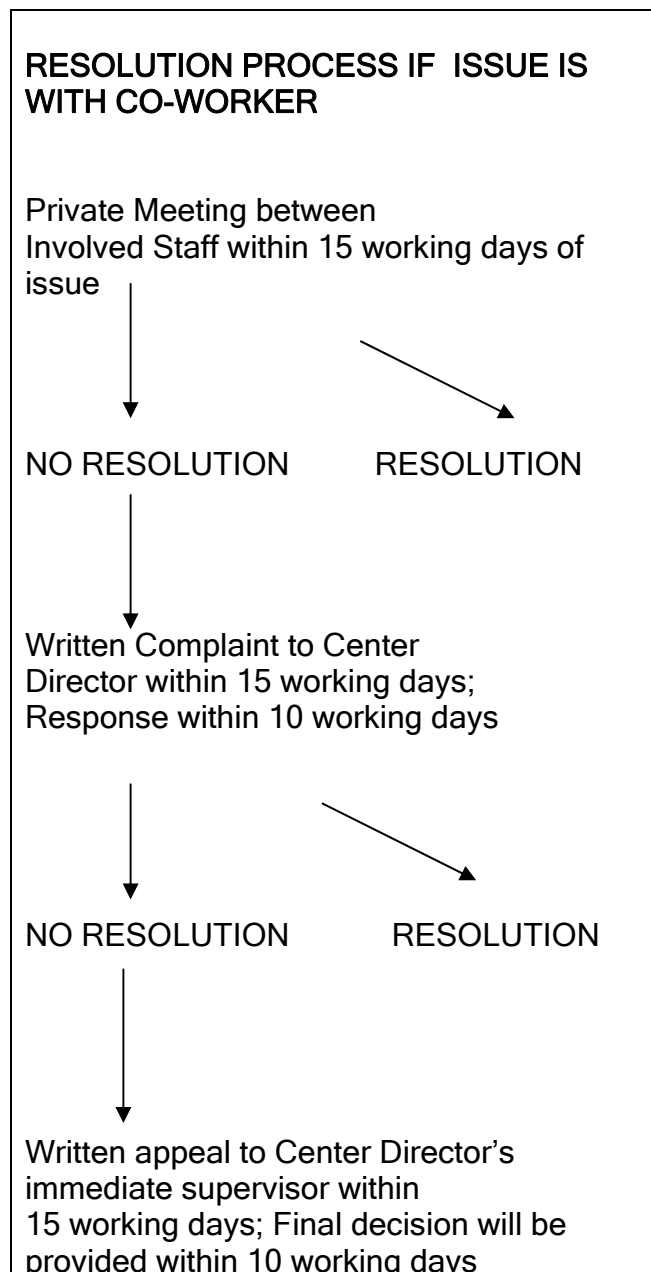 RESOLUTION PROCESS IF ISSUE IS
WITH CO-WORKER
Private Meeting between
Involved Staff within 15 working days of
issue
NO RESOLUTION RESOLUTION
Written Complaint to Center
Director within 15 working days;
Response within 10 working days
NO RESOLUTION RESOLUTION
Written appeal to Center Director’s
immediate supervisor within
15 working days; Final decision will be
provided within 10 working days